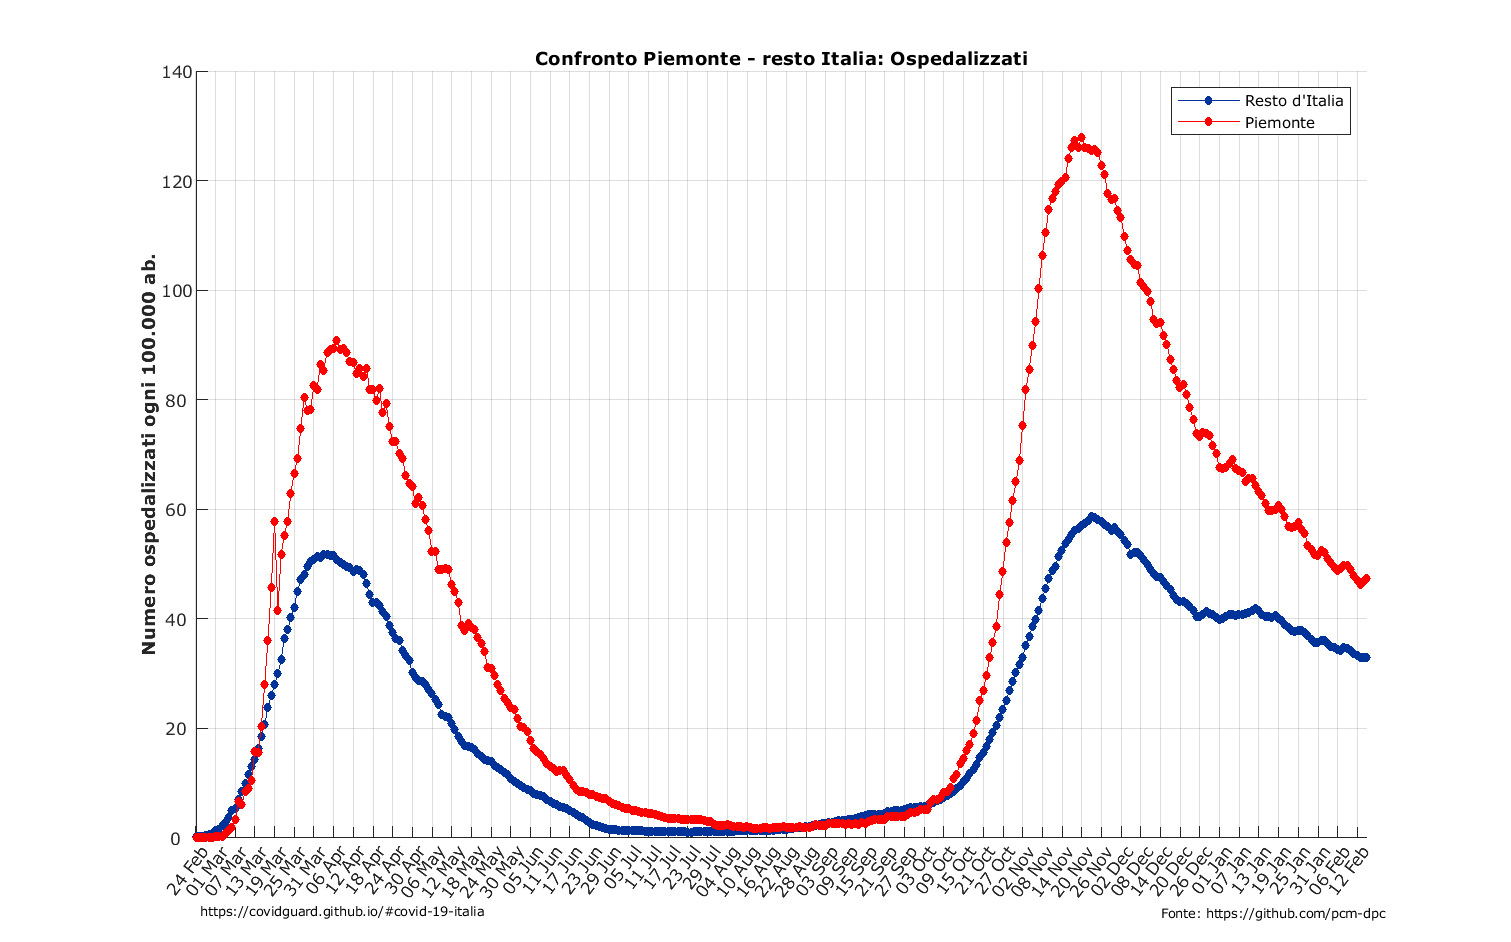 Confronto Piemonte - resto Italia: Ospedalizzati
Resto d'Italia
Piemonte
Numero ospedalizzati ogni 100.000 ab.
140
120
100
80
60
40
20
0
24 Feb
01 Mar
07 Mar
13 Mar
19 Mar
25 Mar
31 Mar
06 Apr
12 Apr
18 Apr
24 Apr
30 Apr
06 May
12 May
18 May
24 May
30 May
05 Jun
11 Jun
17 Jun
23 Jun
29 Jun
05 Jul
11 Jul
17 Jul
23 Jul
29 Jul
04 Aug
10 Aug
16 Aug
22 Aug
28 Aug
03 Sep
09 Sep
15 Sep
21 Sep
27 Sep
03 Oct
09 Oct
15 Oct
21 Oct
27 Oct
02 Nov
08 Nov
14 Nov
20 Nov
26 Nov
02 Dec
08 Dec
14 Dec
20 Dec
26 Dec
01 Jan
07 Jan
13 Jan
19 Jan
25 Jan
31 Jan
06 Feb
12 Feb
https://covidguard.github.io/#covid-19-italia
Fonte: https://github.com/pcm-dpc